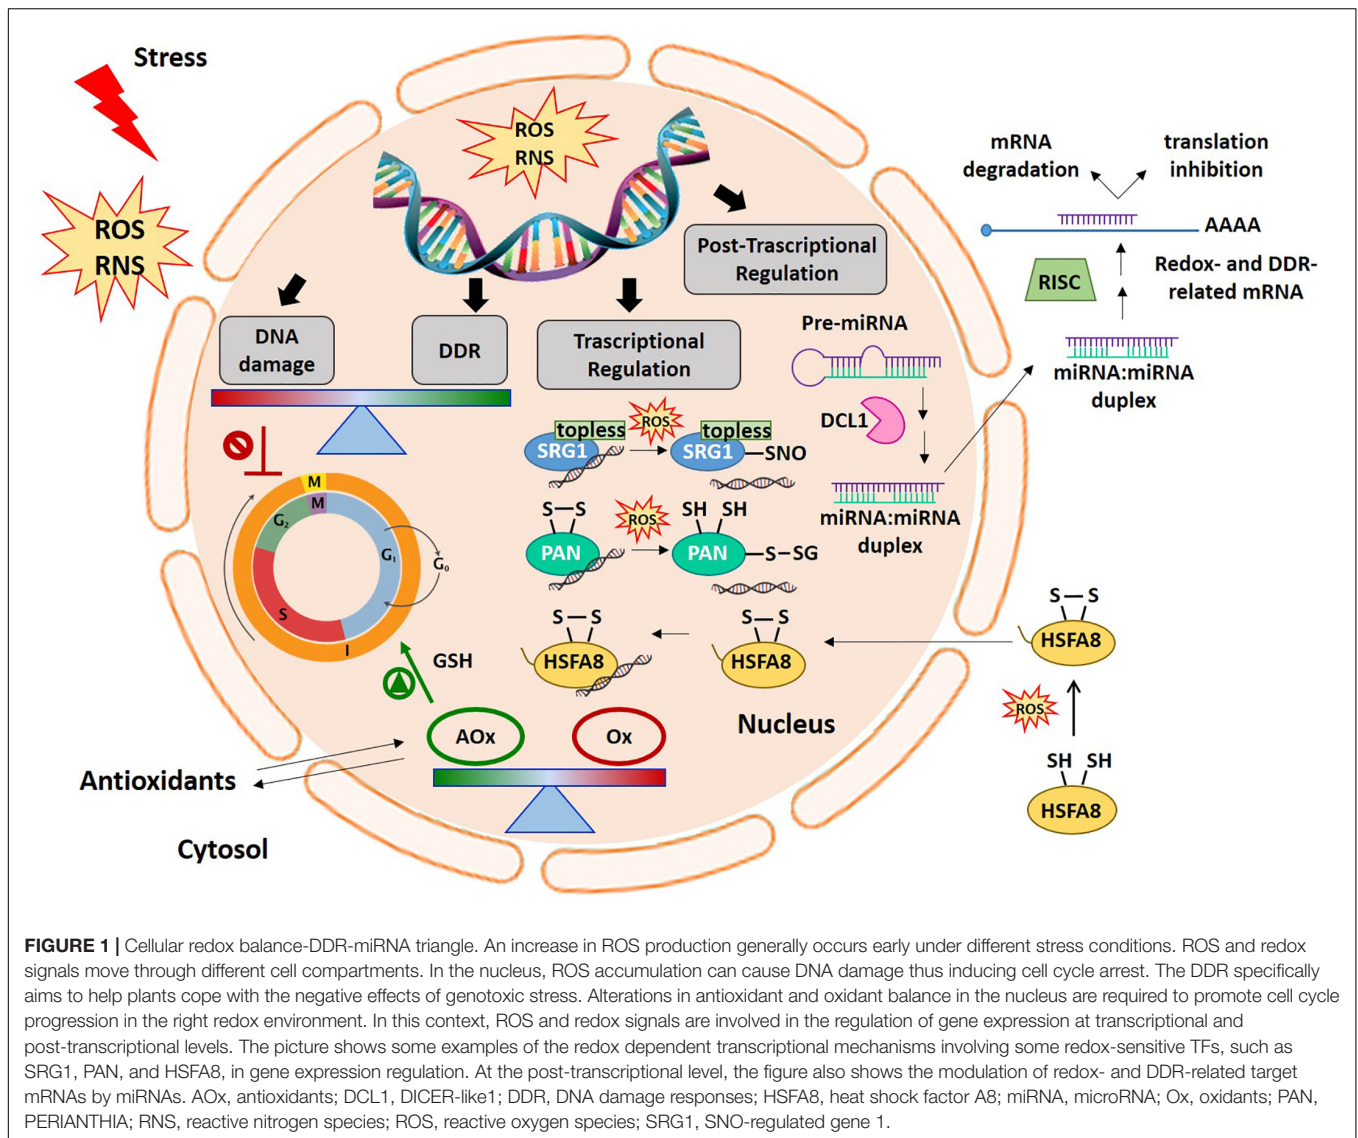 Stress
ROS
RNS
ROS
RNS
Post-Trascriptional
Regulation
DNA
damage
DDR
Trascriptional
Regulation
mRNA
degradation
translation
inhibition
AAAA
RISC
Redox- and DDR-
related mRNA
miRNA:miRNA
duplex
Pre-miRNA
DCL1
miRNA:miRNA
duplex
topless
SRG1
ROS
topless
SRG1
SNO
S S
PAN
ROS
SH SH
PAN
S SG
S S
HSFA8
S S
HSFA8
S S
HSFA8
ROS
SH SH
HSFA8
M
M
G2
G1
G0
S
I
GSH
AOx
Ox
Nucleus
Antioxidants
Cytosol
FIGURE 1 | Cellular redox balance-DDR-miRNA triangle. An increase in ROS production generally occurs early under different stress conditions. ROS and redox
signals move through different cell compartments. In the nucleus, ROS accumulation can cause DNA damage thus inducing cell cycle arrest. The DDR specifically
aims to help plants cope with the negative effects of genotoxic stress. Alterations in antioxidant and oxidant balance in the nucleus are required to promote cell cycle
progression in the right redox environment. In this context, ROS and redox signals are involved in the regulation of gene expression at transcriptional and
post-transcriptional levels. The picture shows some examples of the redox dependent transcriptional mechanisms involving some redox-sensitive TFs, such as
SRG1, PAN, and HSFA8, in gene expression regulation. At the post-transcriptional level, the figure also shows the modulation of redox- and DDR-related target
mRNAs by miRNAs. AOx, antioxidants; DCL1, DICER-like1; DDR, DNA damage responses; HSFA8, heat shock factor A8; miRNA, microRNA; Ox, oxidants; PAN,
PERIANTHIA; RNS, reactive nitrogen species; ROS, reactive oxygen species; SRG1, SNO-regulated gene 1.